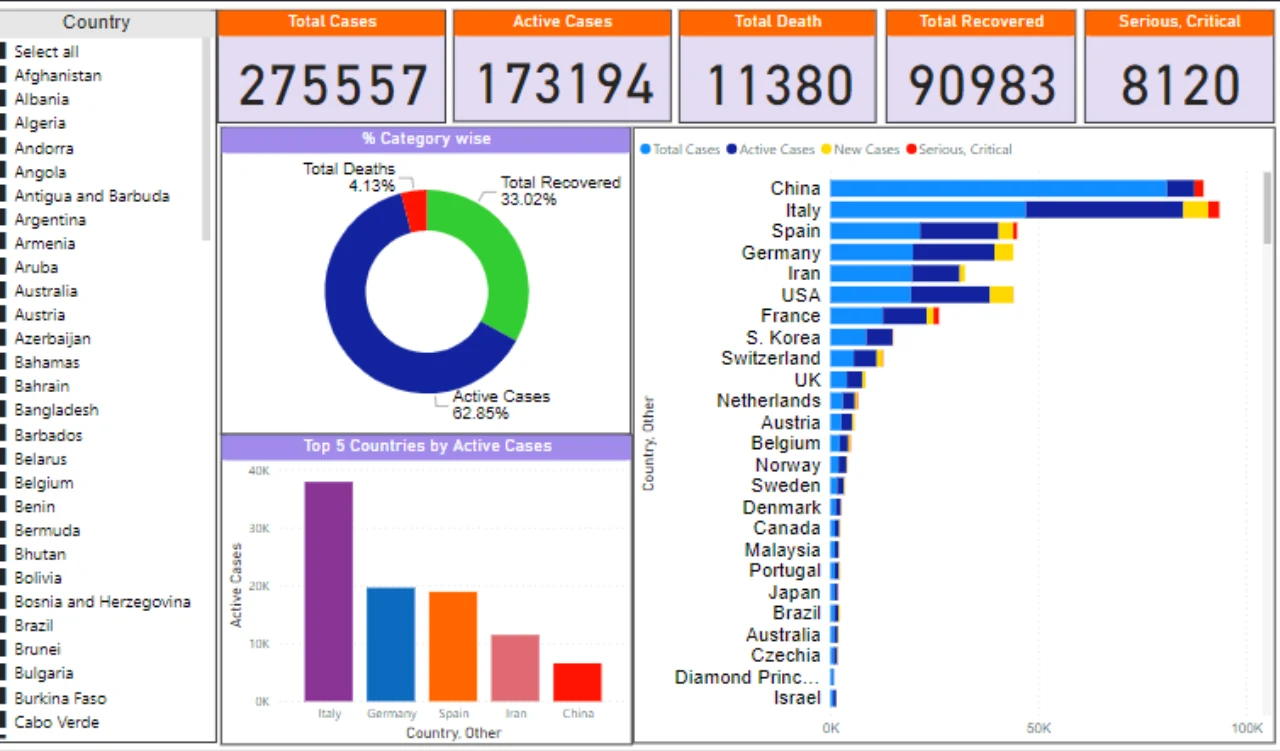 Country
Select all
Afghanistan
Albania
Algeria
Andorra
Angola
Antigua and Barbuda
Argentina
Armenia
Aruba
Australia
Austria
Azerbaijan
Bahamas
Bahrain
Bangladesh
Barbados
Belarus
Belgium
Benin
Bermuda
Bhutan
Bolivia
Bosnia and Herzegovina
Brazil
Brunei
Bulgaria
Burkina Faso
Cabo Verde
Total Cases
275557
Active Cases
173194
Total Death
11380
Total Recovered
90983
Serious, Critical
8120
% Category wise
Total Deaths
4.13%
Total Recovered
33.02%
Active Cases
62.85%
Top 5 Countries by Active Cases
Active Cases
40K
30K
20K
10K
0K
Italy Germany Spain Iran China
Country, Other
Total Cases Active Cases New Cases Serious, Critical
Country, Other
China
Italy
Spain
Germany
Iran
USA
France
S. Korea
Switzerland
UK
Netherlands
Austria
Belgium
Norway
Sweden
Denmark
Canada
Malaysia
Portugal
Japan
Brazil
Australia
Czechia
Diamond Princ...
Israel
0K 50K 100K